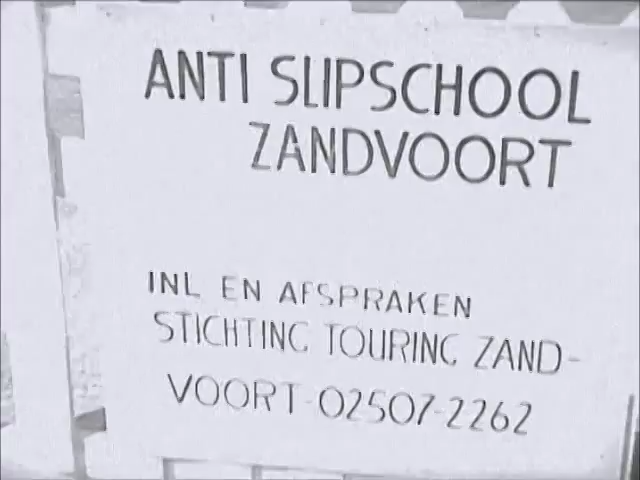 ANTI SLIPSCHOOL
ZANDVOORT
INL EN AFSPRAKEN
STICHTING TOURING ZAND-
VOORT-02507-2262